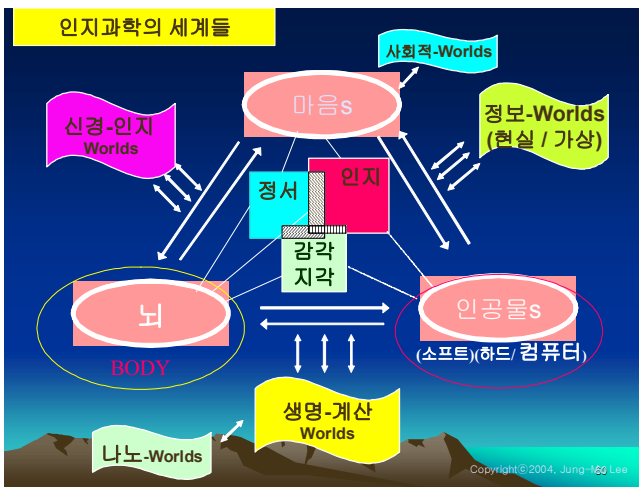 인지과학의 세계들
사회적-Worlds
마음s
신경-인지
Worlds
정보-Worlds
(현실 / 가상)
정서
인지
감각
지각
뇌
인공물s
BODY
(소프트)(하드/ 컴퓨터)
생명-계산
Worlds
나노-Worlds
Copyright©2004, Jung-Mo Lee